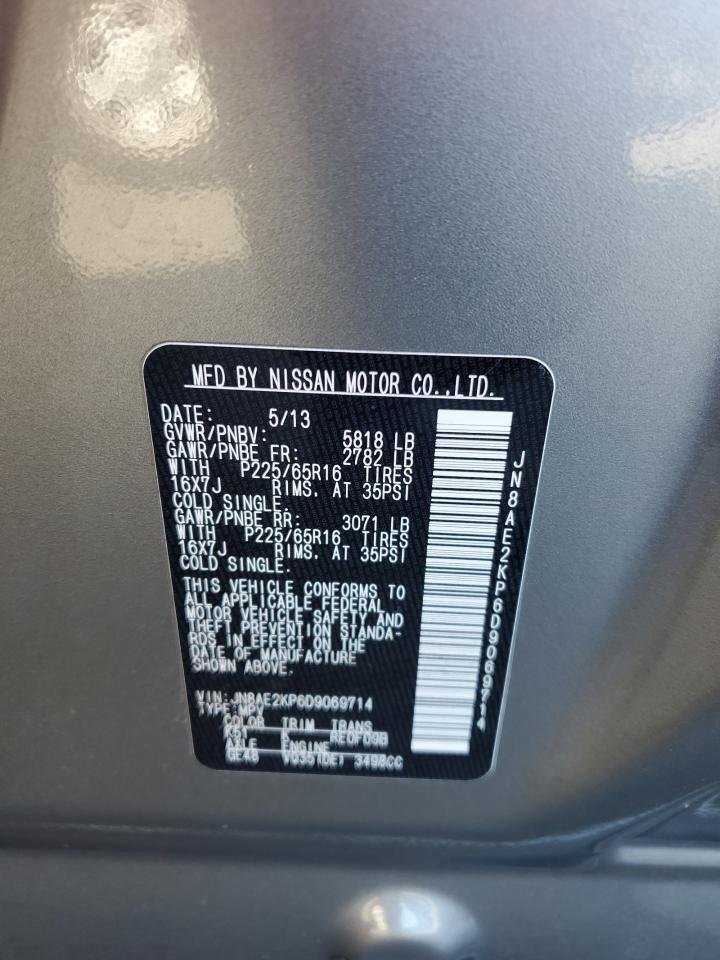 MFD BY NISSAN MOTOR CO.,LTD.
DATE: 5/13
GVWR/PNBV: 5818 LB
GAWR/PNBE FR: 2782 LB
WITH P225/65R16 TIRES
16X7J RIMS. AT 35PSI
COLD SINGLE.
GAWR/PNBE RR: 3071 LB
WITH P225/65R16 TIRES
16X7J RIMS. AT 35PSI
COLD SINGLE.
THIS VEHICLE CONFORMS TO
ALL APPLICABLE FEDERAL
MOTOR VEHICLE SAFETY AND
THEFT PREVENTION STANDA-
RDS IN EFFECT ON THE
DATE OF MANUFACTURE
SHOWN ABOVE.
VIN:JN8AE2KP6D9069714
TYPE:MPV
COLOR TRIM TRANS
K51 K RE0F09B
AXLE ENGINE
GE48 VQ35(DE) 3498CC
JN8AE2KP6D9069714